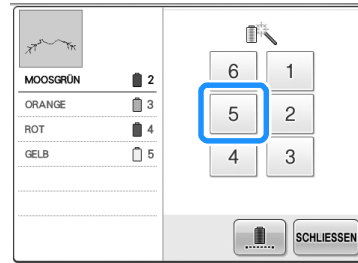 MOOSGRÜN 2
ORANGE 3
ROT 4
GELB 5
6 1
5 2
4 3
SCHLIESSEN